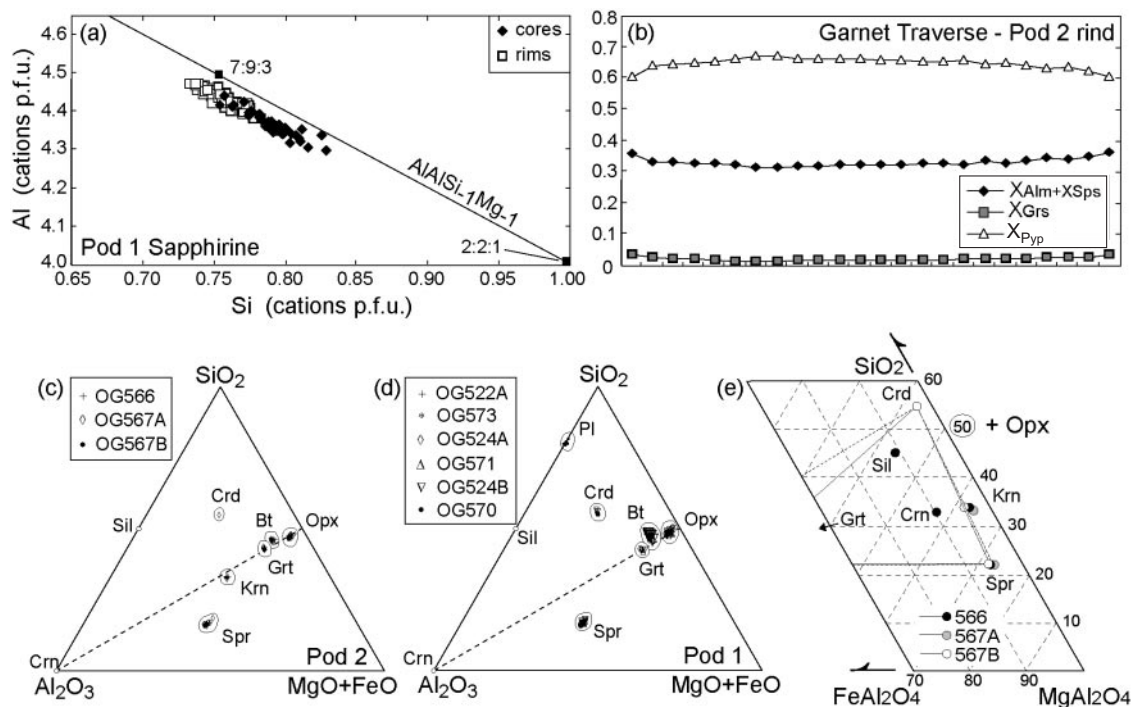 (a)
cores
rims
7:9:3
AlAlSi-1Mg-1
2:2:1
Pod 1 Sapphirine
4.6
4.5
4.4
4.3
4.2
4.1
4.0
Al (cations p.f.u.)
0.65 0.70 0.75 0.80 0.85 0.90 0.95 1.00
Si (cations p.f.u.)
(b) Garnet Traverse - Pod 2 rind
0.8
0.7
0.6
0.5
0.4
0.3
0.2
0.1
0
XAlm+XSps
XGrs
XPyp
(c)
OG566
OG567A
OG567B
SiO2
Sil
Crd
Bt
Opx
Grt
Krn
Spr
Crn
Pod 2
Al2O3
MgO+FeO
(d)
OG522A
OG573
OG524A
OG571
OG524B
OG570
SiO2
Pl
Crd
Sil
Bt
Opx
Grt
Spr
Crn
Pod 1
Al2O3
MgO+FeO
(e)
SiO2
60
Crd
50 + Opx
Sil
40
Krn
Crn
30
Grt
Spr
20
566
567A
567B
10
70 80 90
FeAl2O4
MgAl2O4